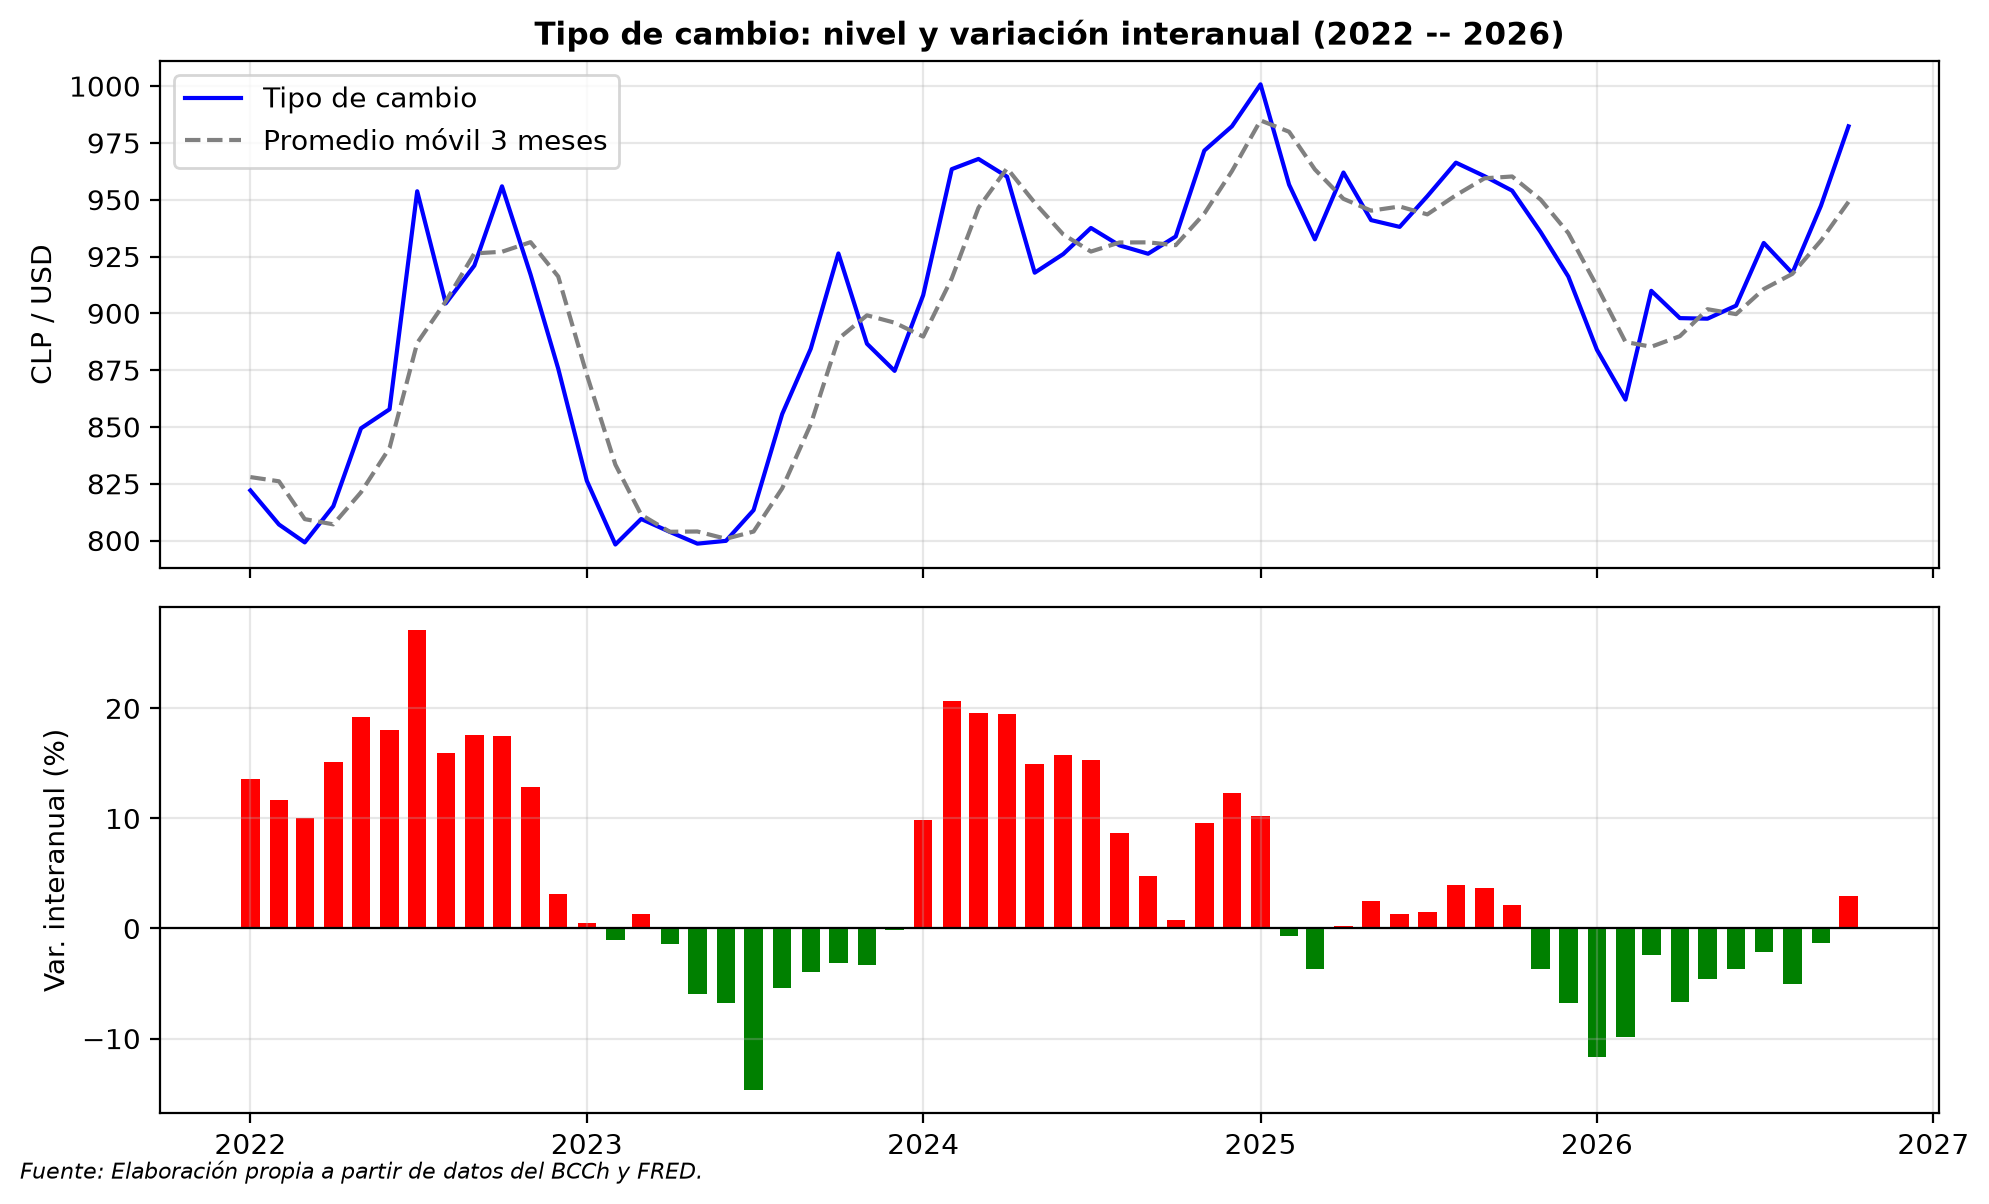 Tipo de cambio: nivel y variación interanual (2022 -- 2026)
Tipo de cambio
Promedio móvil 3 meses
CLP / USD
1000
975
950
925
900
875
850
825
800
Var. interanual (%)
20
10
0
−10
2022 2023 2024 2025 2026 2027
Fuente: Elaboración propia a partir de datos del BCCh y FRED.